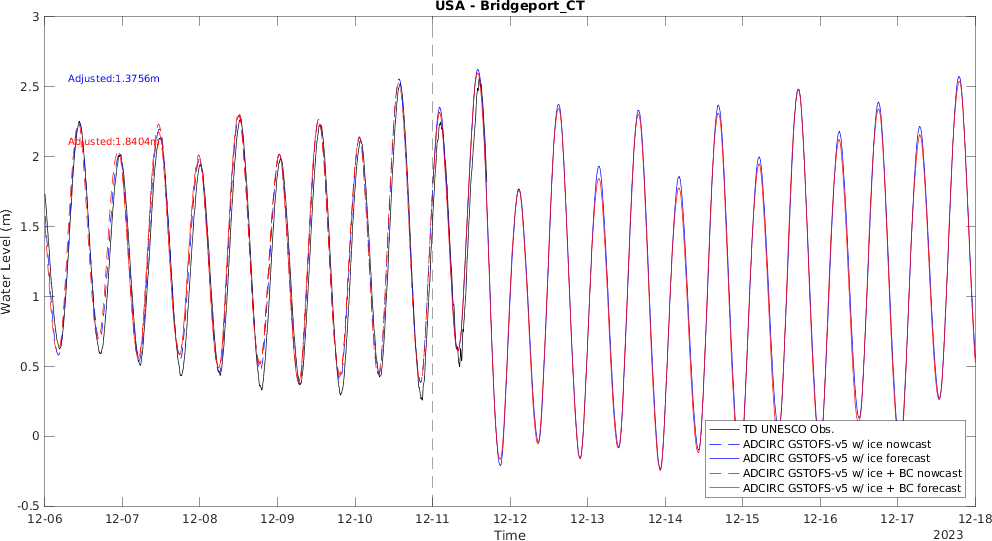 USA - Bridgeport_CT
3
2.5
2
1.5
1
0.5
0
-0.5
Water Level (m)
Adjusted:1.3756m
Adjusted:1.8404m
TD UNESCO Obs.
ADCIRC GSTOFS-v5 w/ ice nowcast
ADCIRC GSTOFS-v5 w/ ice forecast
ADCIRC GSTOFS-v5 w/ ice + BC nowcast
ADCIRC GSTOFS-v5 w/ ice + BC forecast
12-06 12-07 12-08 12-09 12-10 12-11 12-12 12-13 12-14 12-15 12-16 12-17 12-18
Time
2023